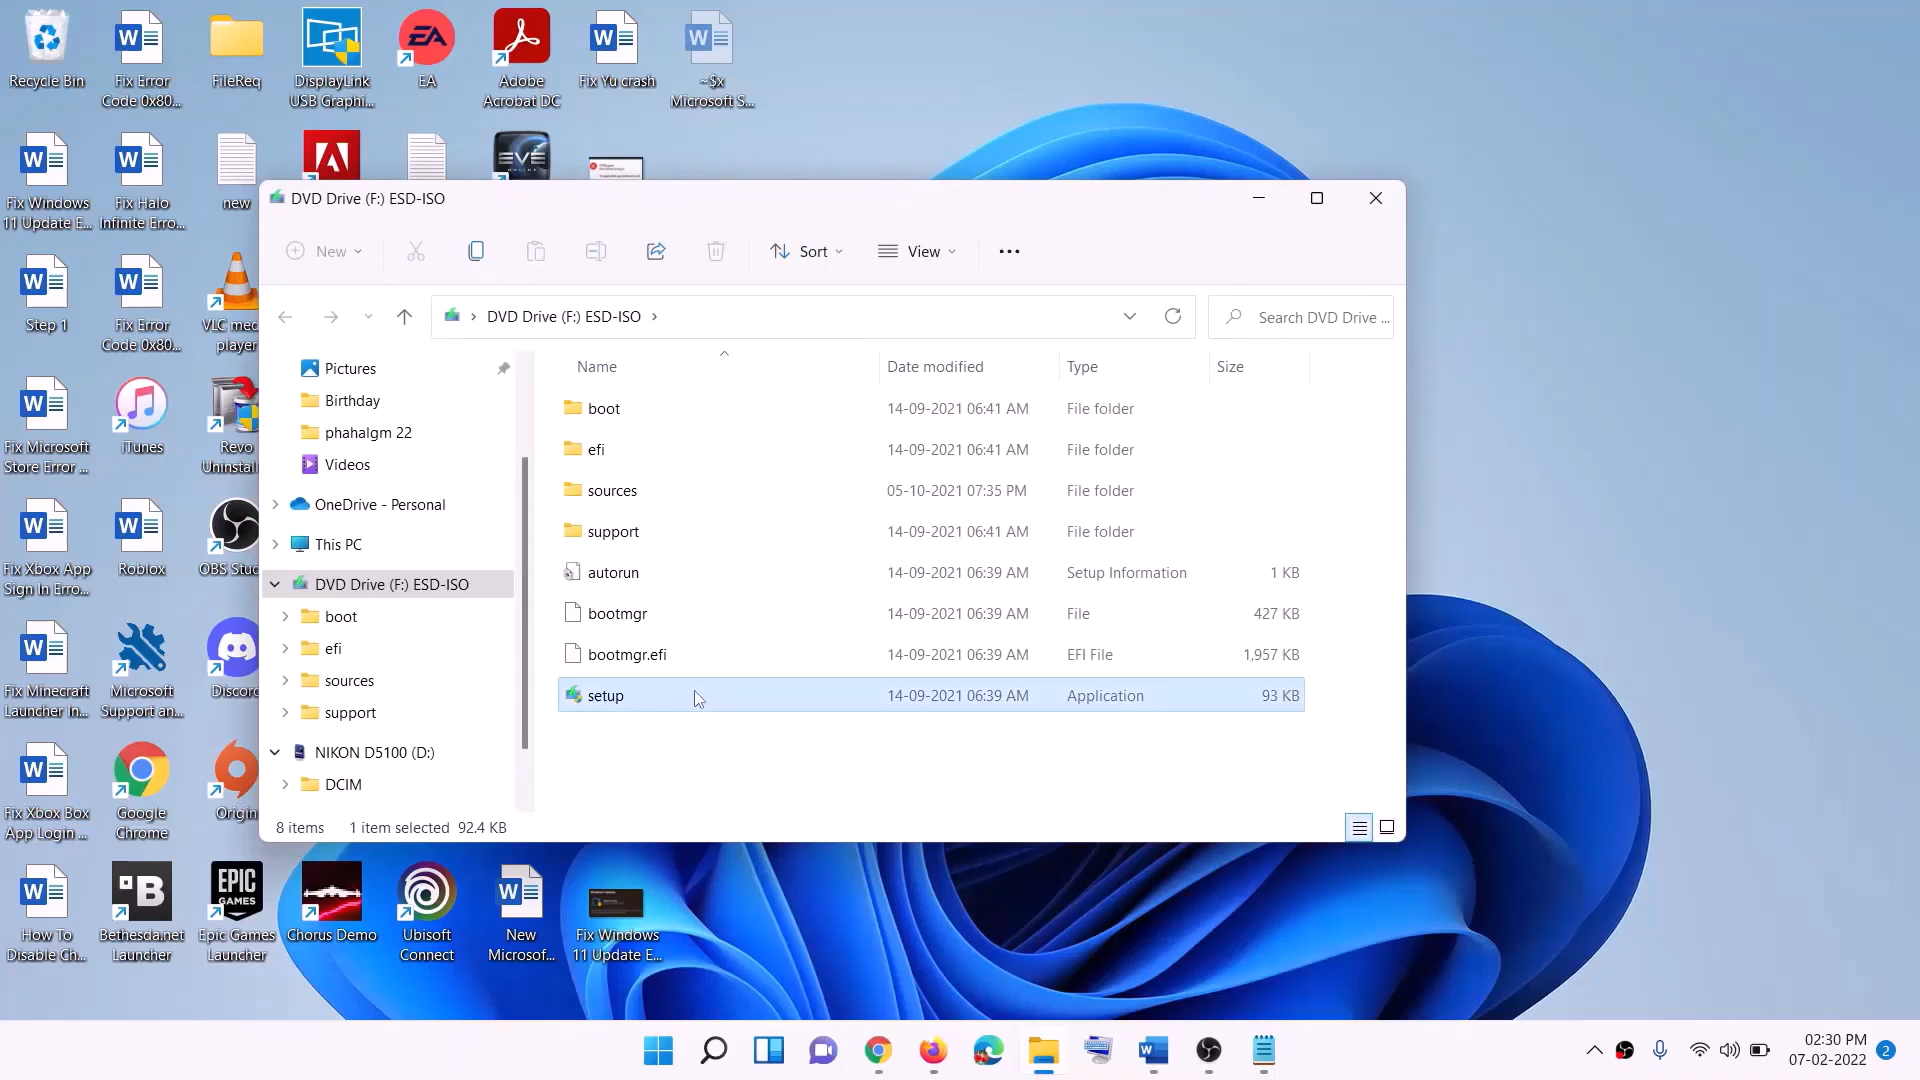 Recycle Bin
Fix Error
Code 0x80...
FileReq
DisplayLink
USB Graphi...
EA
Adobe
Acrobat DC
Fix Yu crash
~$x
Microsoft S...
Fix Windows
11 Update E...
Fix Halo
Infinite Erro...
new
EVE
ONLINE
Step 1
Fix Error
Code 0x80...
VLC med
player
Fix Microsoft
Store Error ...
iTunes
Revo
Uninstall
Fix Xbox App
Sign In Erro...
Roblox
OBS Stud
Fix Minecraft
Launcher In...
Microsoft
Support an...
Discord
Fix Xbox Box
App Login ...
Google
Chrome
Origin
How To
Disable Ch...
Bethesda.net
Launcher
EPIC
GAMES
Epic Games
Launcher
Chorus Demo
Ubisoft
Connect
New
Microsof...
Fix Windows
11 Update E...
DVD Drive (F:) ESD-ISO
New
Sort
View
DVD Drive (F:) ESD-ISO
Search DVD Drive ...
Pictures
Birthday
phahalgm 22
Videos
OneDrive - Personal
This PC
DVD Drive (F:) ESD-ISO
boot
efi
sources
support
NIKON D5100 (D:)
DCIM
Name Date modified Type Size
boot 14-09-2021 06:41 AM File folder
efi 14-09-2021 06:41 AM File folder
sources 05-10-2021 07:35 PM File folder
support 14-09-2021 06:41 AM File folder
autorun 14-09-2021 06:39 AM Setup Information 1 KB
bootmgr 14-09-2021 06:39 AM File 427 KB
bootmgr.efi 14-09-2021 06:39 AM EFI File 1,957 KB
setup 14-09-2021 06:39 AM Application 93 KB
8 items 1 item selected 92.4 KB
02:30 PM
07-02-2022
2